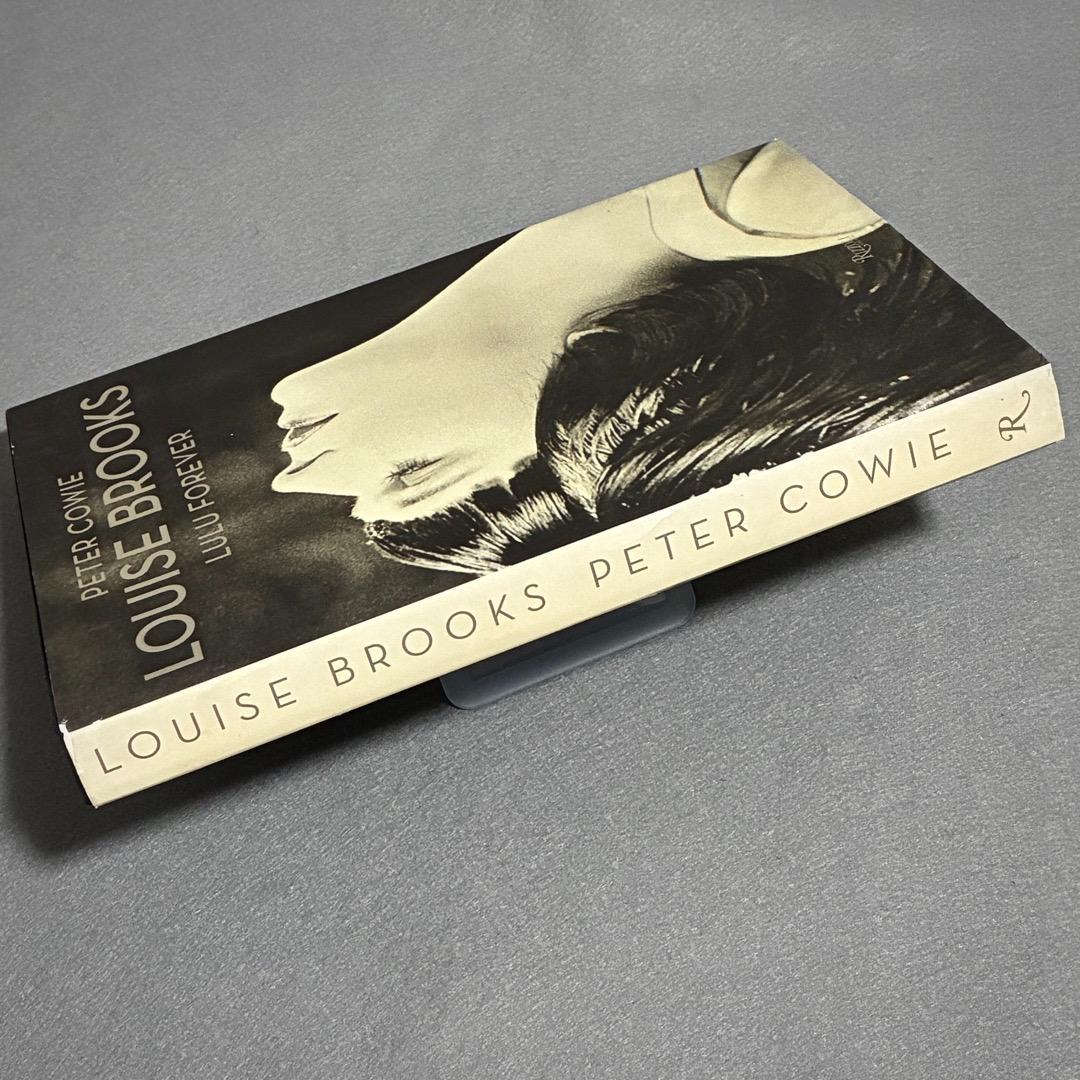 PETER COWIE
LOUISE BROOKS
LULU FOREVER
LOUISE BROOKS PETER COWIE R